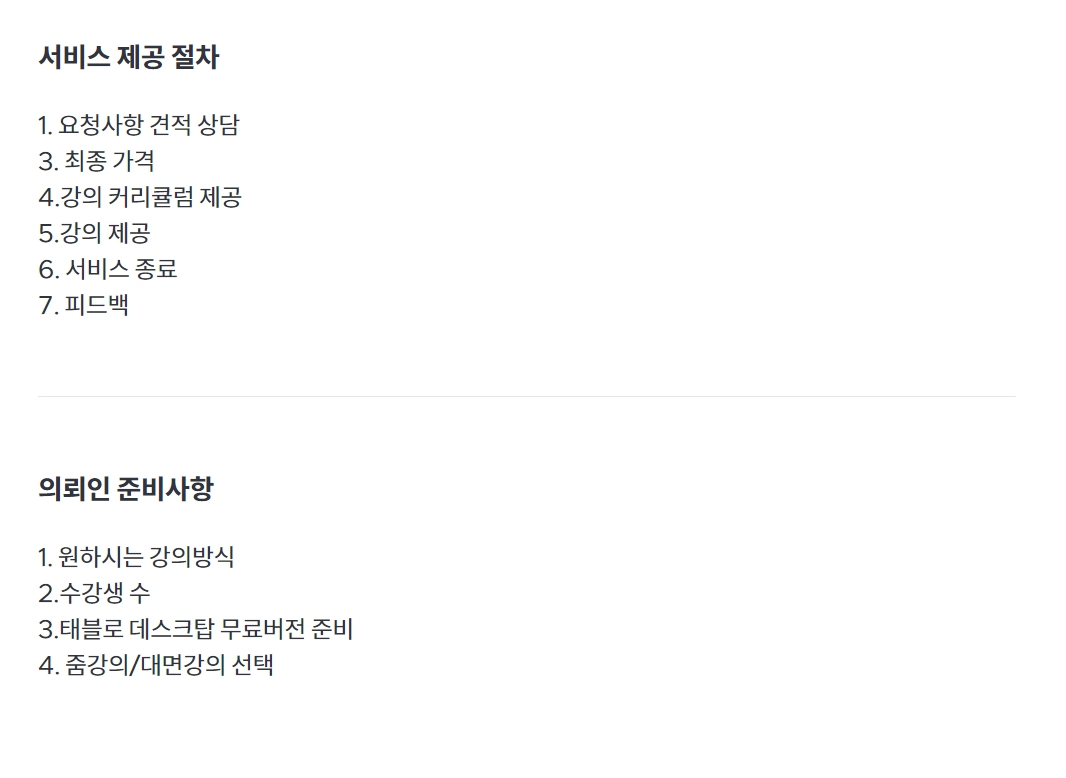 서비스 제공 절차
1. 요청사항 견적 상담
3. 최종 가격
4.강의 커리큘럼 제공
5.강의 제공
6. 서비스 종료
7. 피드백
의뢰인 준비사항
1. 원하시는 강의방식
2.수강생 수
3.태블로 데스크탑 무료버전 준비
4. 줌강의/대면강의 선택